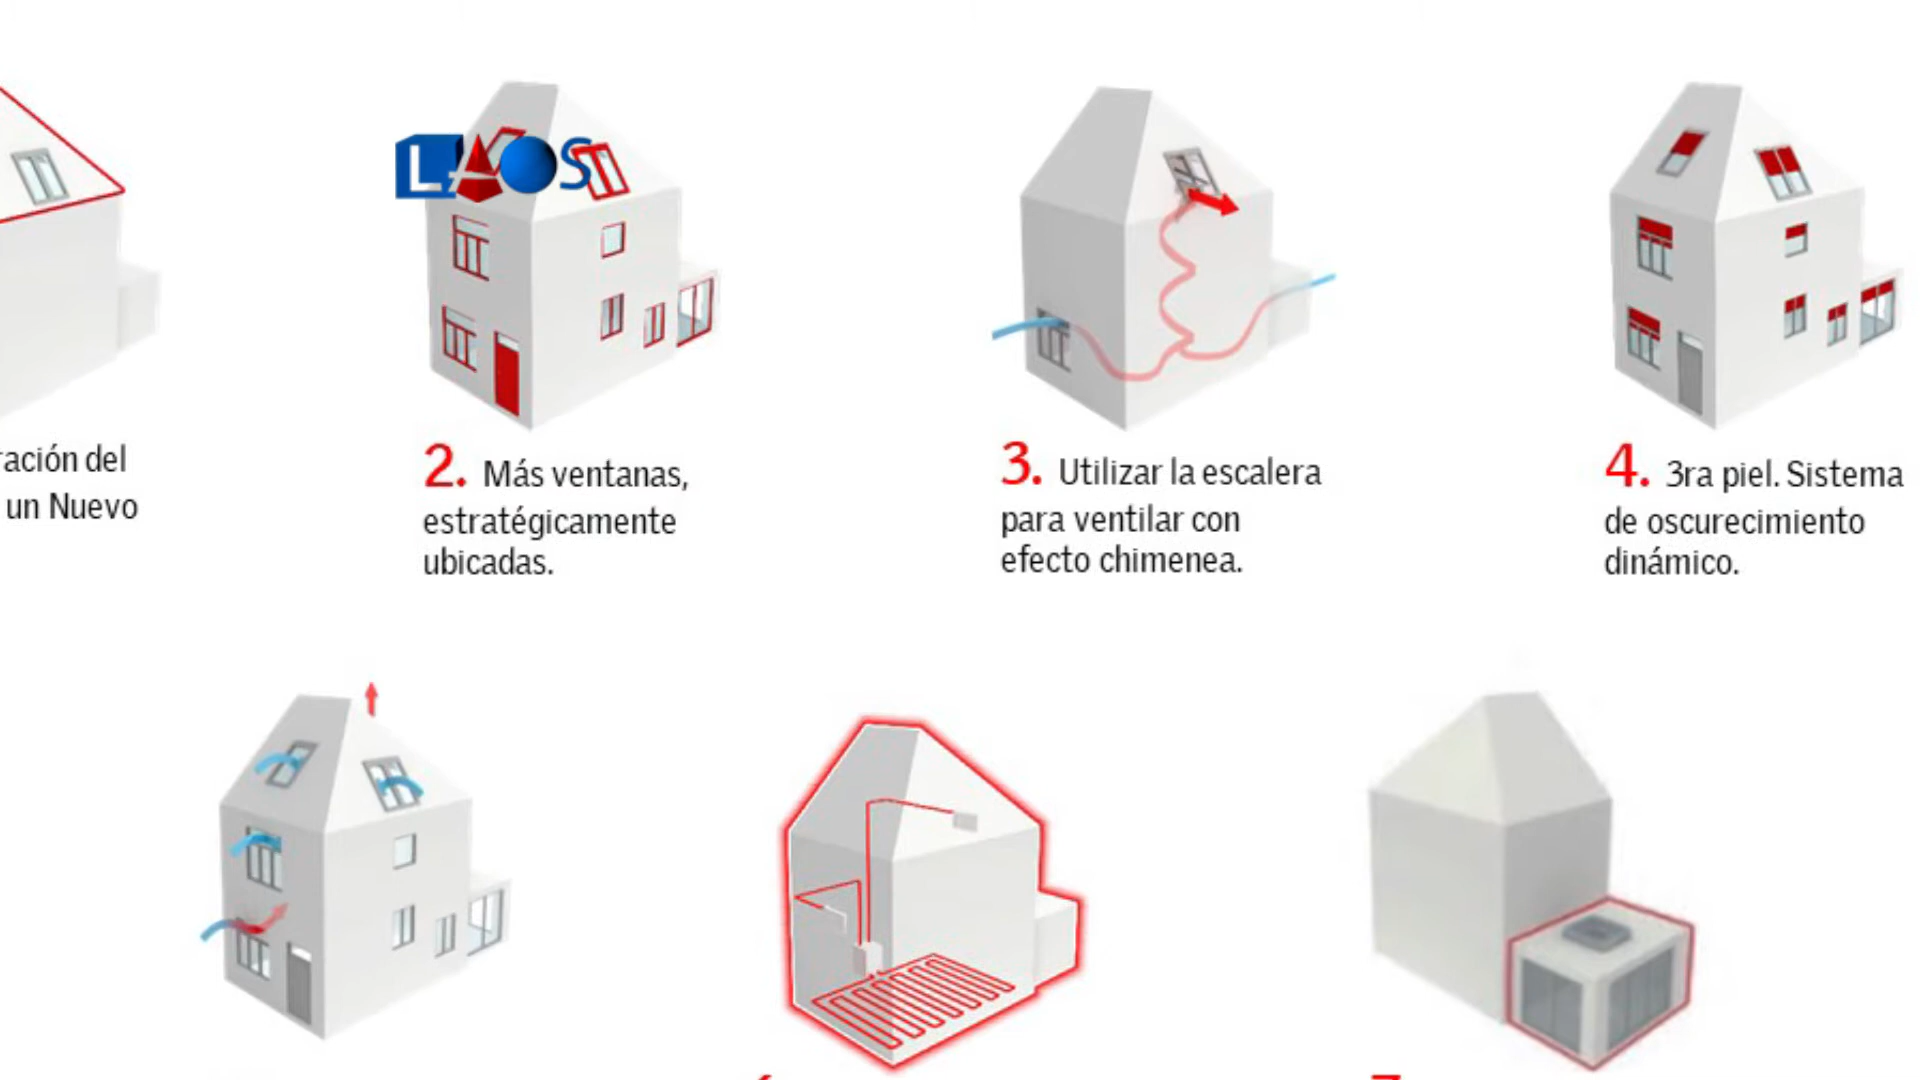 LAOS
ración del
un Nuevo
2. Más ventanas,
estratégicamente
ubicadas.
3. Utilizar la escalera
para ventilar con
efecto chimenea.
4. 3ra piel. Sistema
de oscurecimiento
dinámico.